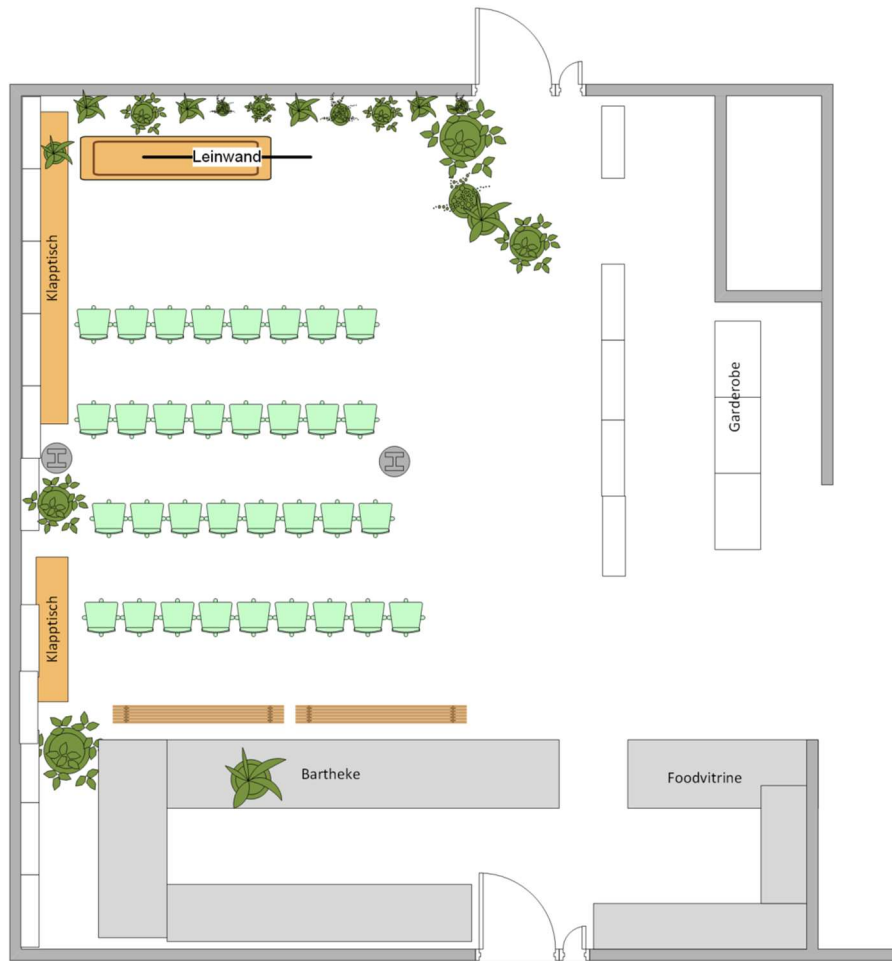 Leinwand
Klapptisch
Garderobe
Klapptisch
Bartheke
Foodvitrine